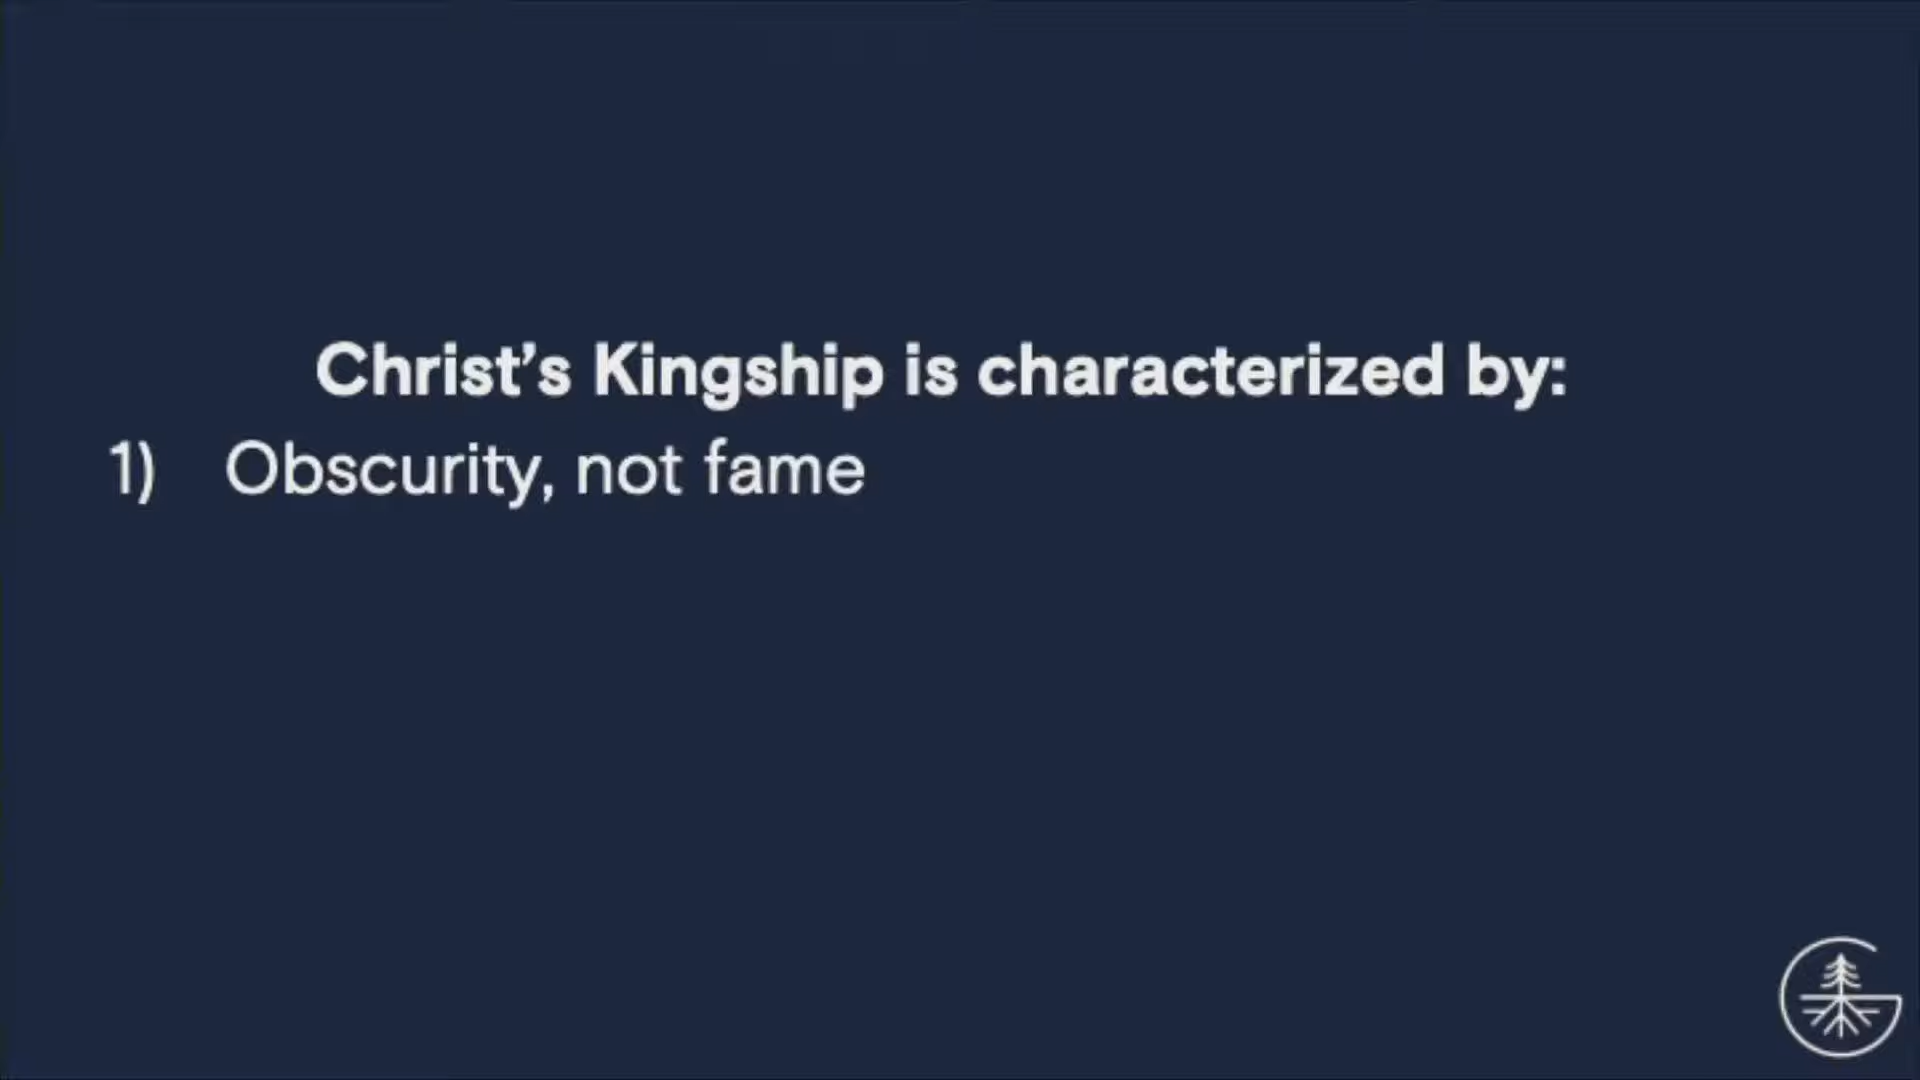 Christ’s Kingship is characterized by:
1) Obscurity, not fame